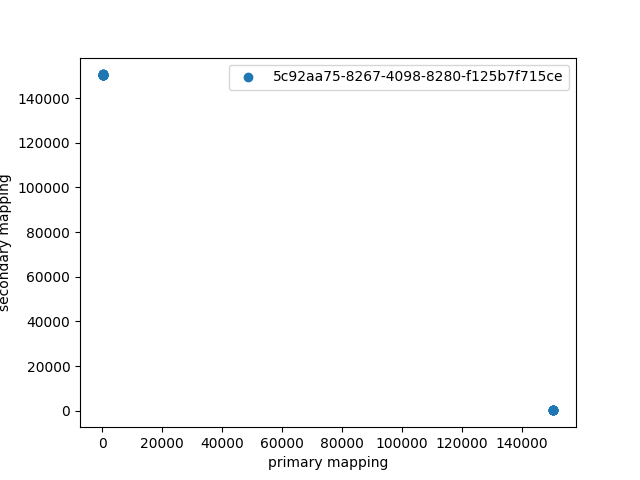 5c92aa75-8267-4098-8280-f125b7f715ce
140000
120000
100000
80000
60000
40000
20000
0
secondary mapping
0 20000 40000 60000 80000 100000 120000 140000
primary mapping